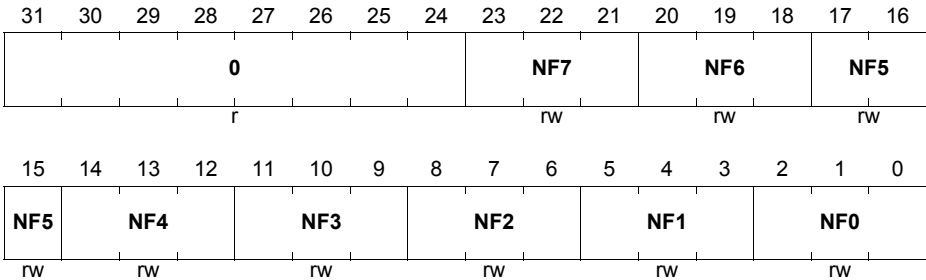 31 30 29 28 27 26 25 24 23 22 21 20 19 18 17 16
0 NF7 NF6 NF5
r rw rw rw
15 14 13 12 11 10 9 8 7 6 5 4 3 2 1 0
NF5 NF4 NF3 NF2 NF1 NF0
rw rw rw rw rw rw